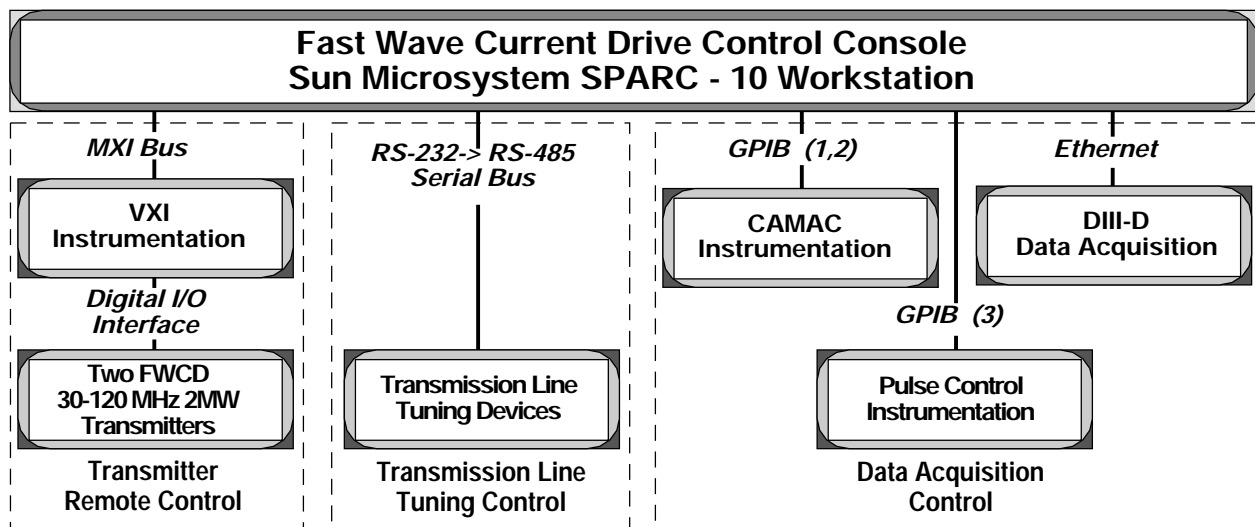 Fast Wave Current Drive Control Console
Sun Microsystem SPARC - 10 Workstation
MXI Bus
VXI
Instrumentation
Digital I/O
Interface
Two FWCD
30-120 MHz 2MW
Transmitters
Transmitter
Remote Control
RS-232-> RS-485
Serial Bus
Transmission Line
Tuning Devices
Transmission Line
Tuning Control
GPIB (1,2)
CAMAC
Instrumentation
Ethernet
DIII-D
Data Acquisition
GPIB (3)
Pulse Control
Instrumentation
Data Acquisition
Control